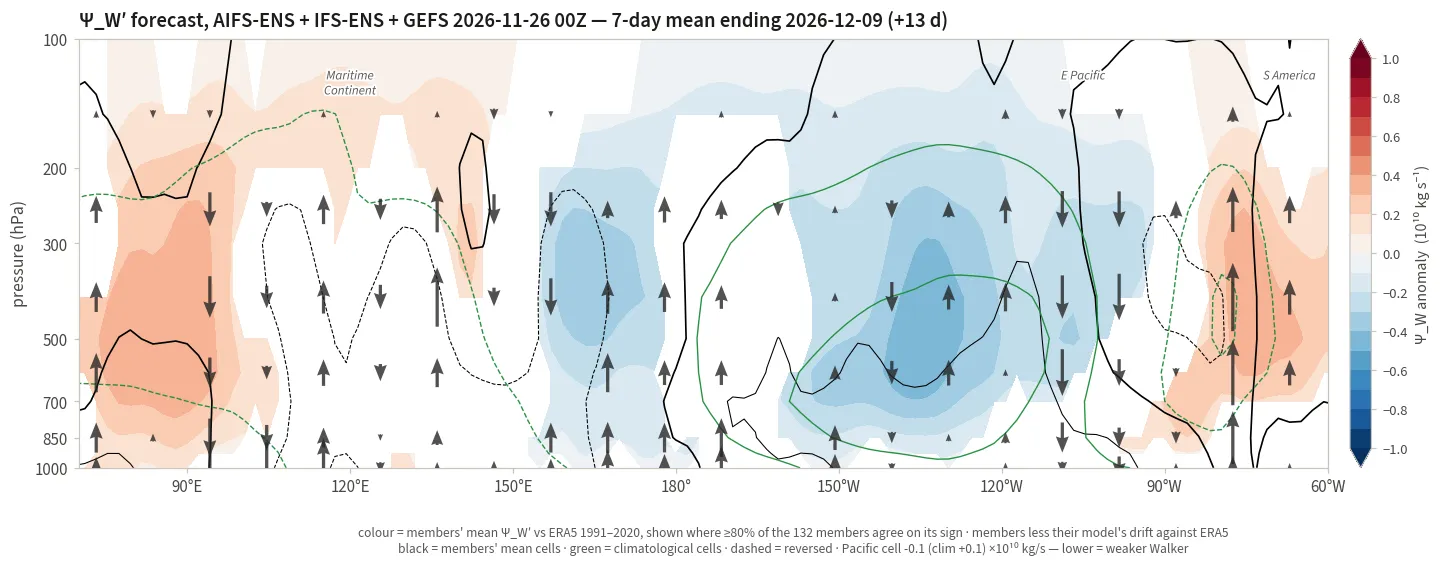 Ψ_W′ forecast, AIFS-ENS + IFS-ENS + GEFS 2026-11-26 00Z — 7-day mean ending 2026-12-09 (+13 d)
100
200
300
400
500
700
850
1000
pressure (hPa)
Maritime
Continent
E Pacific
S America
90°E
120°E
150°E
180°
150°W
120°W
90°W
60°W
1.0
0.8
0.6
0.4
0.2
0.0
−0.2
−0.4
−0.6
−0.8
−1.0
Ψ_W anomaly (10¹⁰ kg s⁻¹)
colour = members' mean Ψ_W′ vs ERA5 1991–2020, shown where ≥80% of the 132 members agree on its sign · members less their model's drift against ERA5
black = members' mean cells · green = climatological cells · dashed = reversed · Pacific cell -0.1 (clim +0.1) ×10¹⁰ kg/s — lower = weaker Walker